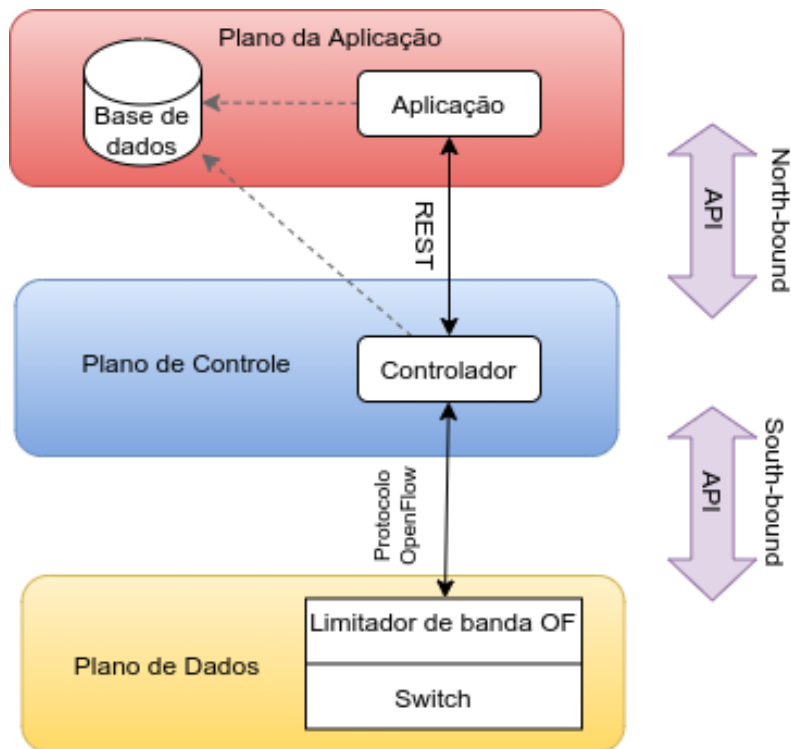 Plano da Aplicação
Base de
dados
Aplicação
REST
API
North-bound
Plano de Controle
Controlador
Protocolo
OpenFlow
API
South-bound
Plano de Dados
Limitador de banda OF
Switch